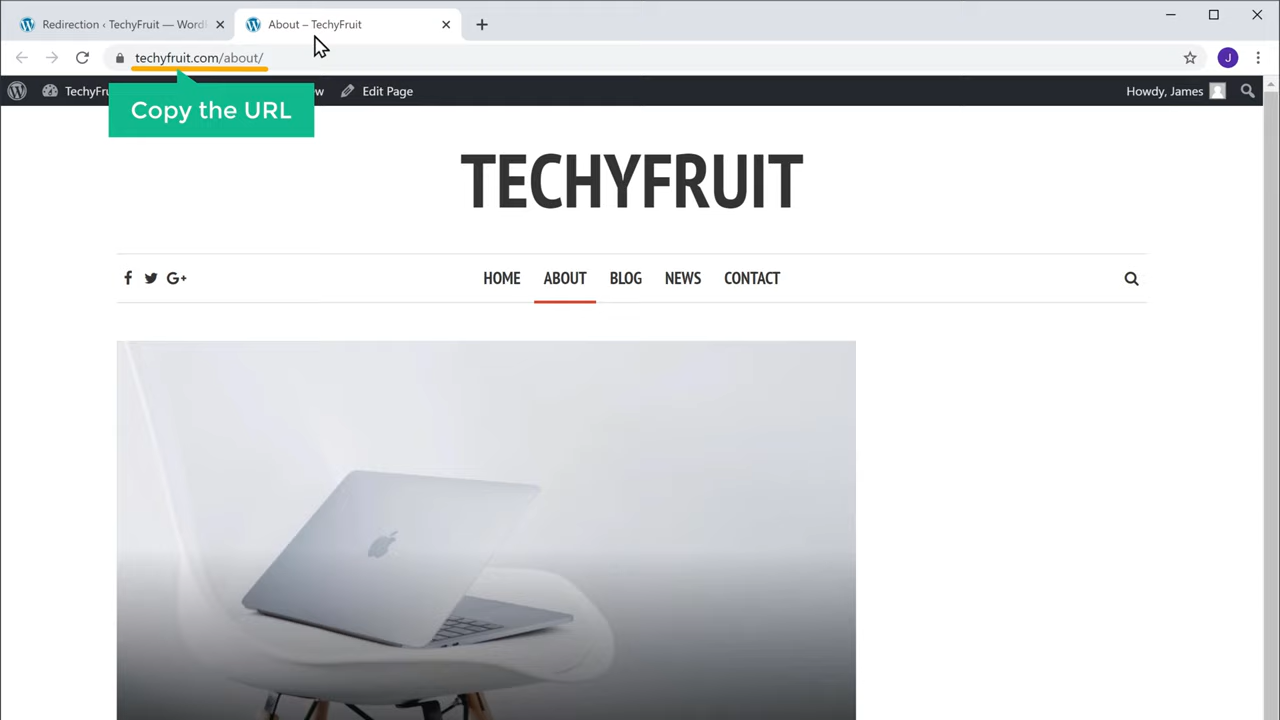 Redirection ‹ TechyFruit — Word
About – TechyFruit
techyfruit.com/about/
J
TechyFru
Edit Page
Howdy, James
Copy the URL
TECHYFRUIT
HOME ABOUT BLOG NEWS CONTACT